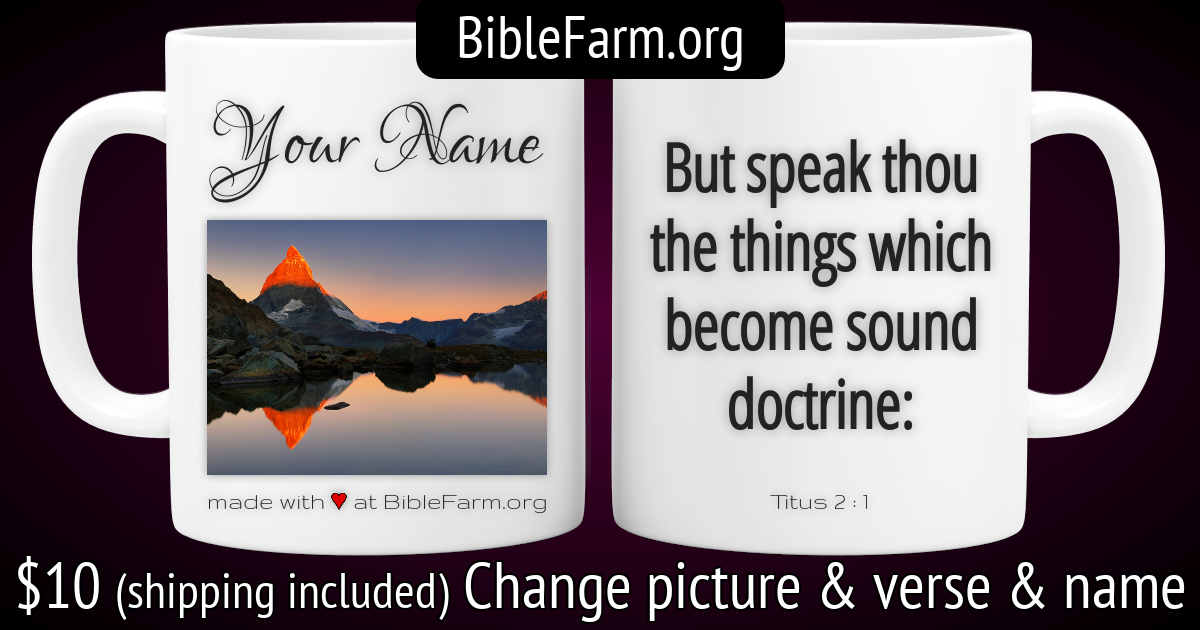 BibleFarm.org
Your Name
made with ♥ at BibleFarm.org
But speak thou
the things which
become sound
doctrine:
Titus 2:1
$10 (shipping included) Change picture & verse & name